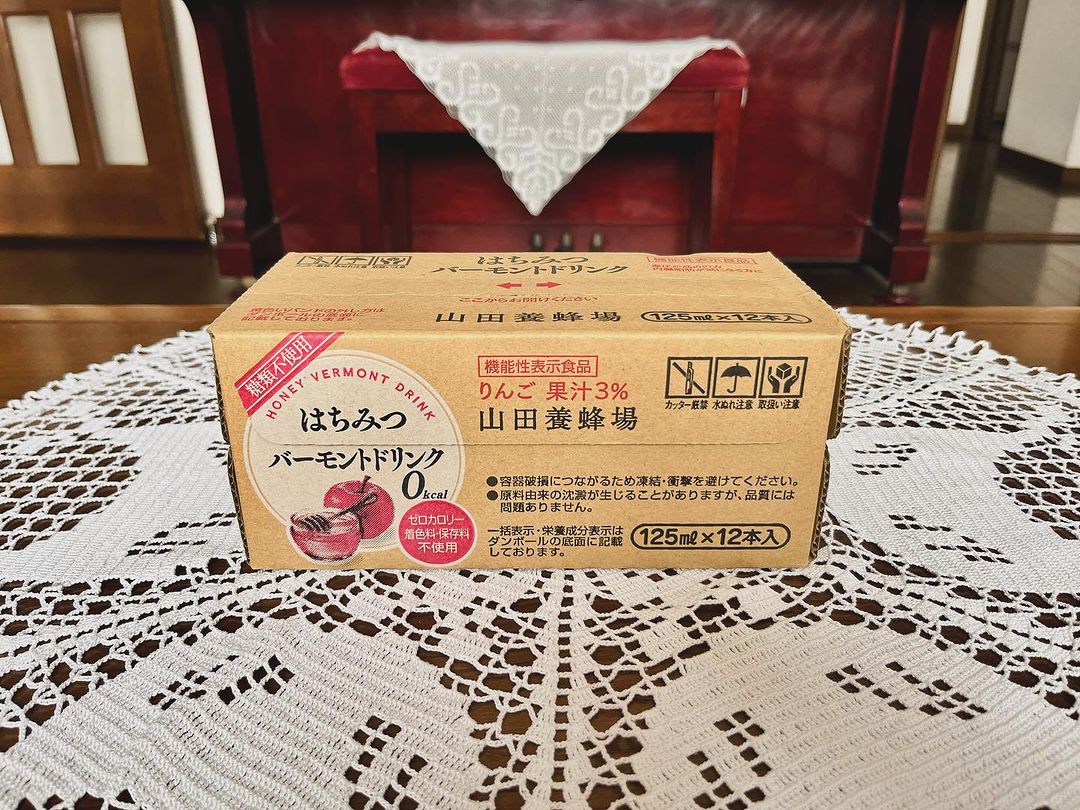 はちみつ
バーモントドリンク
機能性表示食品
ここからお開けください
山田養蜂場
125ml×12本入
糖類不使用
HONEY VERMONT DRINK
はちみつ
バーモントドリンク
0kcal
ゼロカロリー
着色料・保存料
不使用
機能性表示食品
りんご 果汁3%
山田養蜂場
カッター厳禁 水ぬれ注意 取扱い注意
●容器破損につながるため凍結・衝撃を避けてください。
●原料由来の沈澱が生じることがありますが、品質には
問題ありません。
一括表示・栄養成分表示は
ダンボールの底面に記載
しております。
125ml×12本入